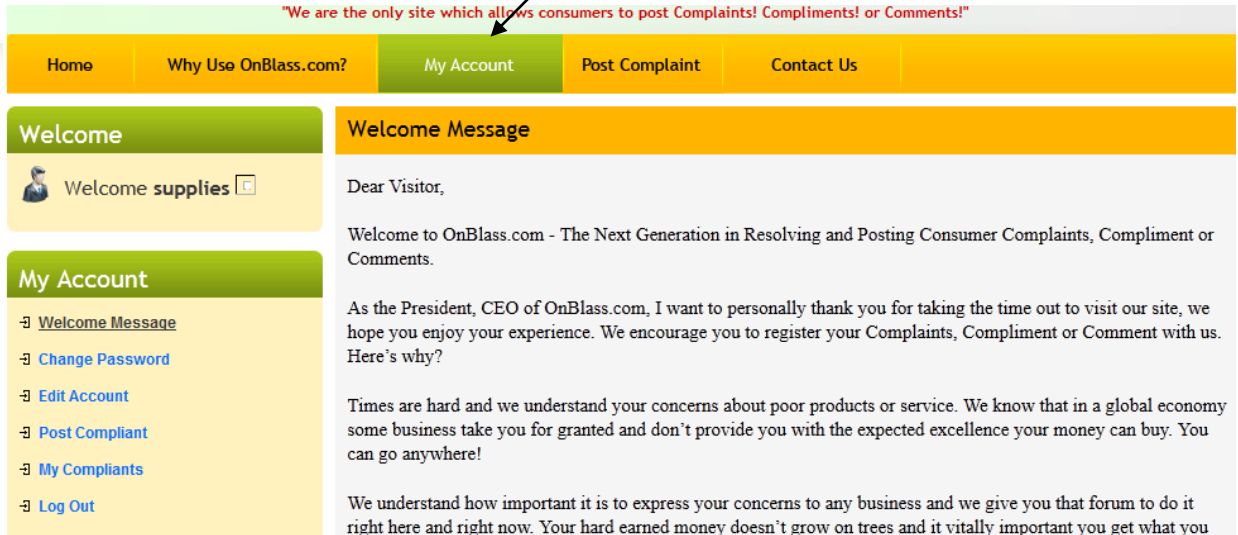 "We are the only site which allows consumers to post Complaints! Compliments! or Comments!"
Home Why Use OnBlass.com? My Account Post Complaint Contact Us
Welcome
Welcome supplies
My Account
Welcome Message
Change Password
Edit Account
Post Compliant
My Compliants
Log Out
Welcome Message
Dear Visitor,
Welcome to OnBlass.com - The Next Generation in Resolving and Posting Consumer Complaints, Compliment or
Comments.
As the President, CEO of OnBlass.com, I want to personally thank you for taking the time out to visit our site, we
hope you enjoy your experience. We encourage you to register your Complaints, Compliment or Comment with us.
Here's why?
Times are hard and we understand your concerns about poor products or service. We know that in a global economy
some business take you for granted and don't provide you with the expected excellence your money can buy. You
can go anywhere!
We understand how important it is to express your concerns to any business and we give you that forum to do it
right here and right now. Your hard earned money doesn't grow on trees and it vitally important you get what you